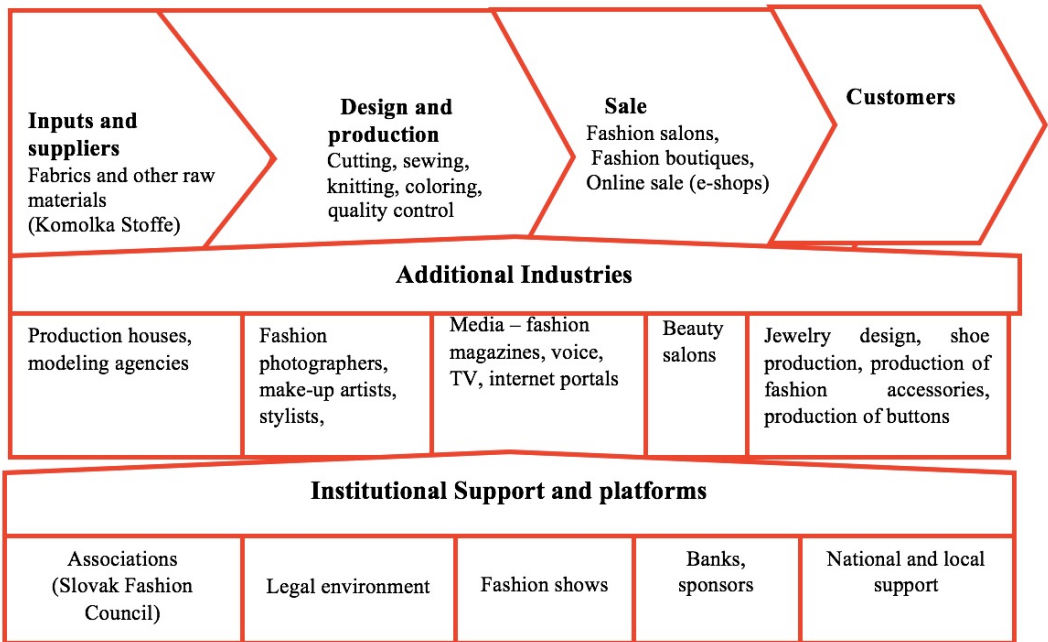 Inputs and
suppliers
Fabrics and other raw
materials
(Komolka Stoffe)
Design and
production
Cutting, sewing,
knitting, coloring,
quality control
Sale
Fashion salons,
Fashion boutiques,
Online sale (e-shops)
Customers
Additional Industries
Production houses,
modeling agencies
Fashion
photographers,
make-up artists,
stylists,
Media – fashion
magazines, voice,
TV, internet portals
Beauty
salons
Jewelry design, shoe
production, production of
fashion accessories,
production of buttons
Institutional Support and platforms
Associations
(Slovak Fashion
Council)
Legal environment
Fashion shows
Banks,
sponsors
National and local
support